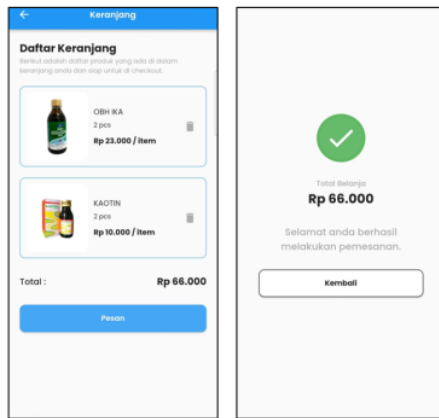 Keranjang
Daftar Keranjang
Berikut adalah daftar produk yang ada di dalam
keranjang anda dan siap untuk di checkout.
OBH IKA
2 pcs
Rp 23.000 / item
KAOTIN
2 pcs
Rp 10.000 / item
Total :
Rp 66.000
Pesan
Total Belanja
Rp 66.000
Selamat anda berhasil
melakukan pemesanan.
Kembali